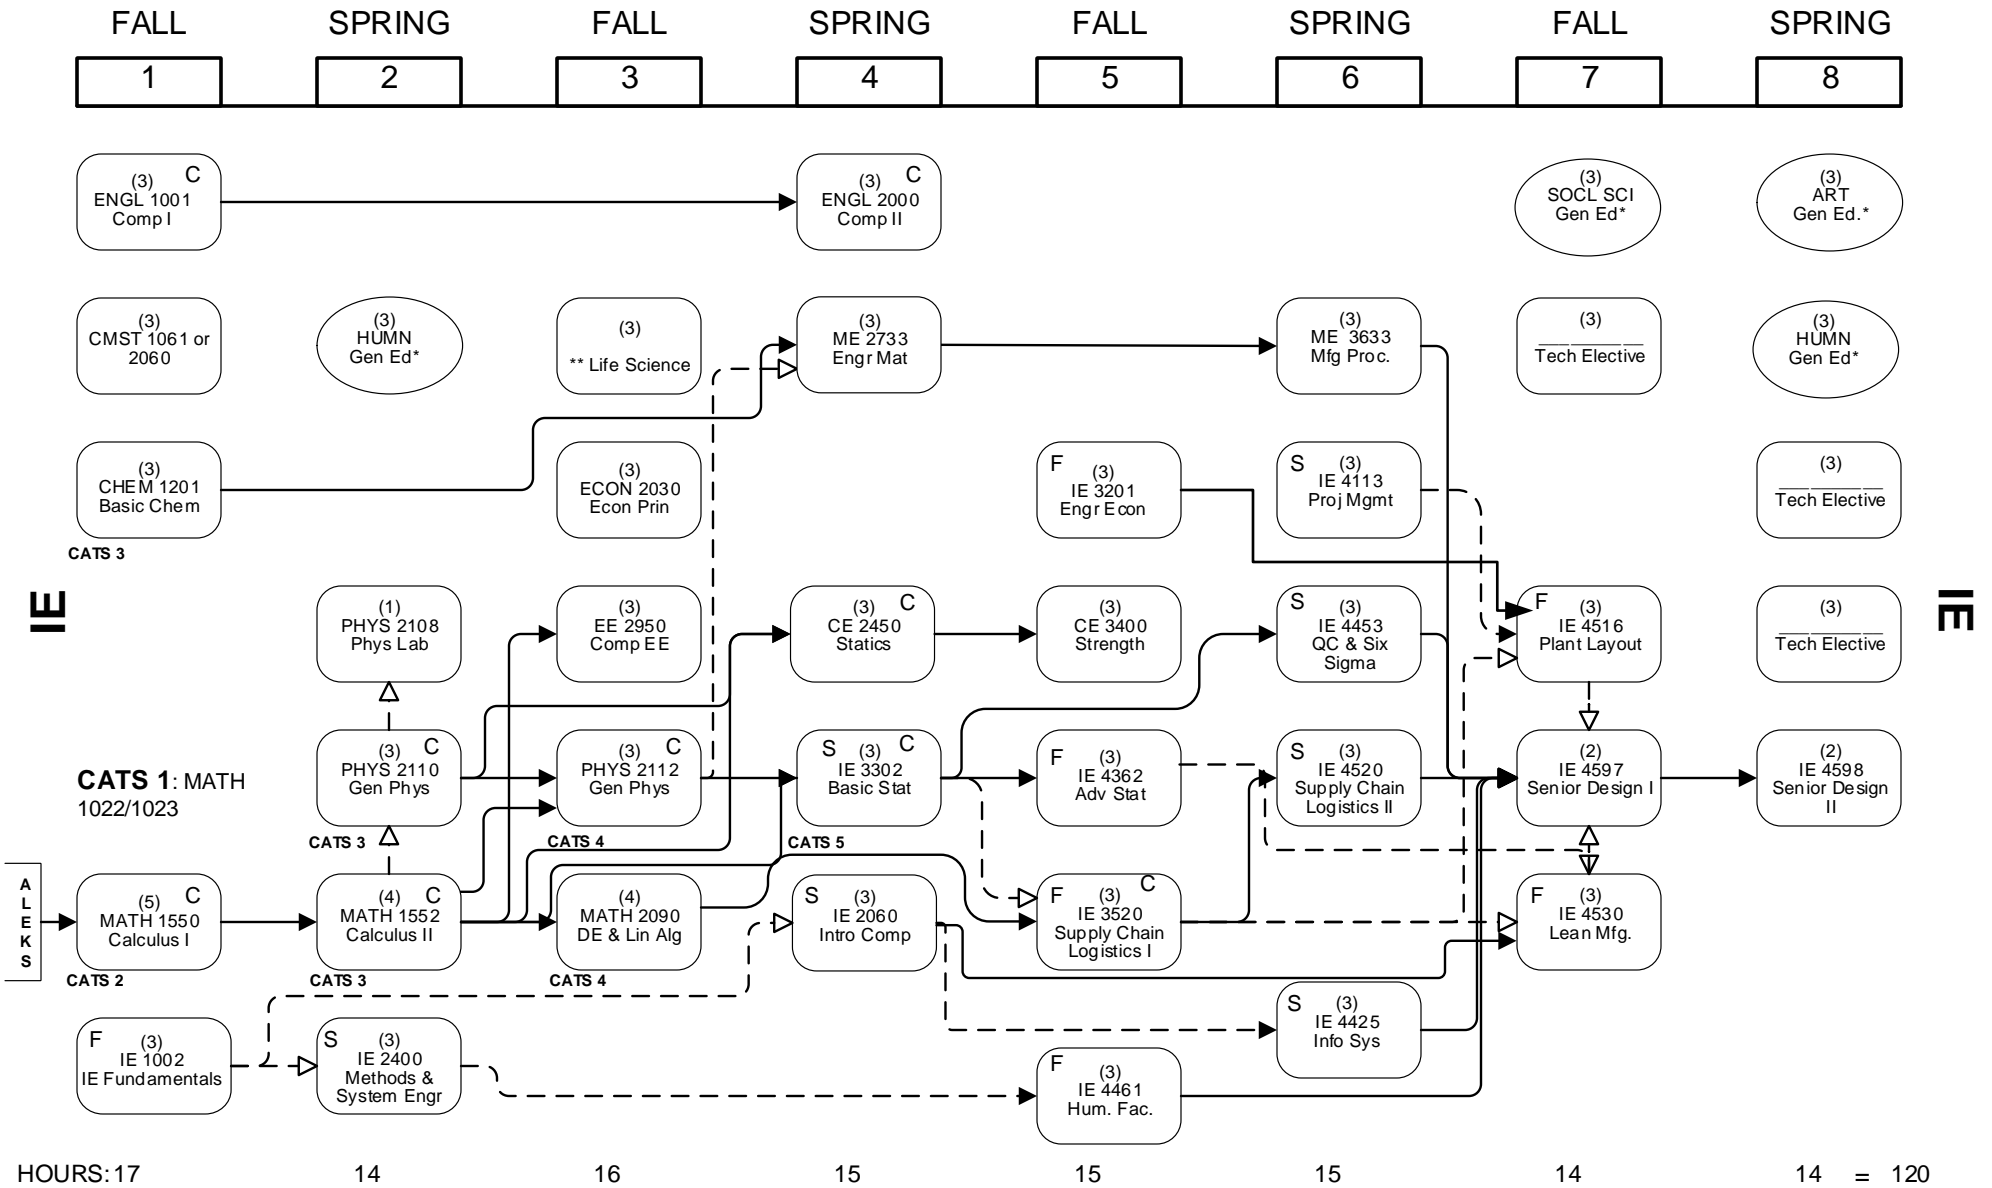 FALL SPRING FALL SPRING FALL SPRING FALL SPRING
1 2 3 4 5 6 7 8
(3) C
ENGL 1001
Comp I
(3) C
ENGL 2000
Comp II
(3)
SOCL SCI
Gen Ed*
(3)
ART
Gen Ed.*
(3)
CMST 1061 or
2060
(3)
HUMN
Gen Ed*
(3)
** Life Science
(3)
ME 2733
Engr Mat
(3)
ME 3633
Mfg Proc.
(3)
__________
Tech Elective
(3)
HUMN
Gen Ed*
(3)
CHEM 1201
Basic Chem
CATS 3
(3)
ECON 2030
Econ Prin
F (3)
IE 3201
Engr Econ
S (3)
IE 4113
Proj Mgmt
(3)
__________
Tech Elective
IE
(1)
PHYS 2108
Phys Lab
(3)
EE 2950
Comp EE
(3) C
CE 2450
Statics
(3)
CE 3400
Strength
S (3)
IE 4453
QC & Six
Sigma
F (3)
IE 4516
Plant Layout
(3)
__________
Tech Elective
IE
CATS 1: MATH
1022/1023
(3) C
PHYS 2110
Gen Phys
CATS 3
(3) C
PHYS 2112
Gen Phys
CATS 4
S (3) C
IE 3302
Basic Stat
CATS 5
F (3)
IE 4362
Adv Stat
S (3)
IE 4520
Supply Chain
Logistics II
(2)
IE 4597
Senior Design I
(2)
IE 4598
Senior Design
II
ALEKS
(5) C
MATH 1550
Calculus I
CATS 2
(4) C
MATH 1552
Calculus II
CATS 3
(4)
MATH 2090
DE & Lin Alg
CATS 4
S (3)
IE 2060
Intro Comp
F (3) C
IE 3520
Supply Chain
Logistics I
F (3)
IE 4530
Lean Mfg.
F (3)
IE 1002
IE Fundamentals
S (3)
IE 2400
Methods &
System Engr
F (3)
IE 4461
Hum. Fac.
S (3)
IE 4425
Info Sys
HOURS: 17 14 16 15 15 15 14 14 = 120